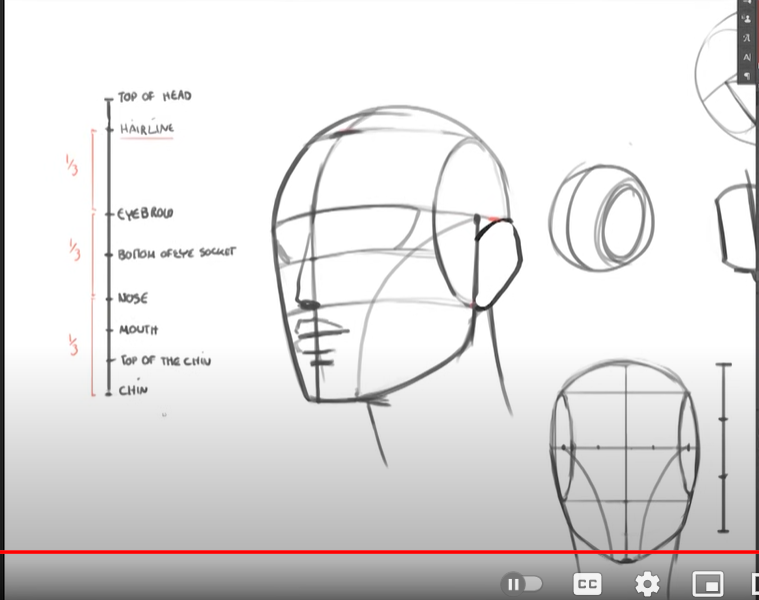 TOP OF HEAD
HAIRLINE
1/3
EYEBROW
1/3
BOTTOM OF EYE SOCKET
NOSE
MOUTH
1/3
TOP OF THE CHIN
CHIN
CC